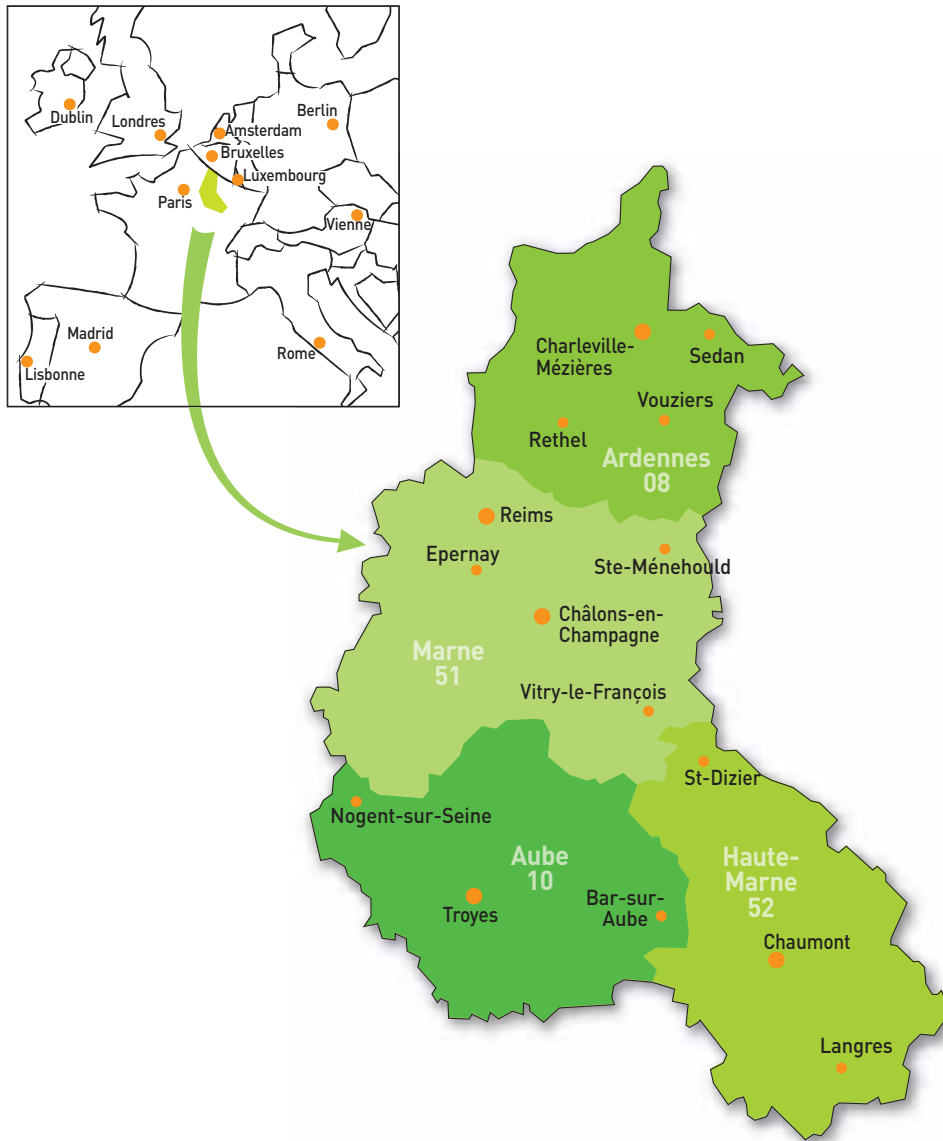 Dublin
Londres
Berlin
Amsterdam
Bruxelles
Luxembourg
Paris
Vienne
Madrid
Rome
Lisbonne
Charleville-
Mézières
Sedan
Vouziers
Rethel
Ardennes
08
Reims
Epernay
Ste-Ménehould
Châlons-en-
Champagne
Marne
51
Vitry-le-François
St-Dizier
Nogent-sur-Seine
Aube
10
Haute-
Marne
52
Troyes
Bar-sur-
Aube
Chaumont
Langres